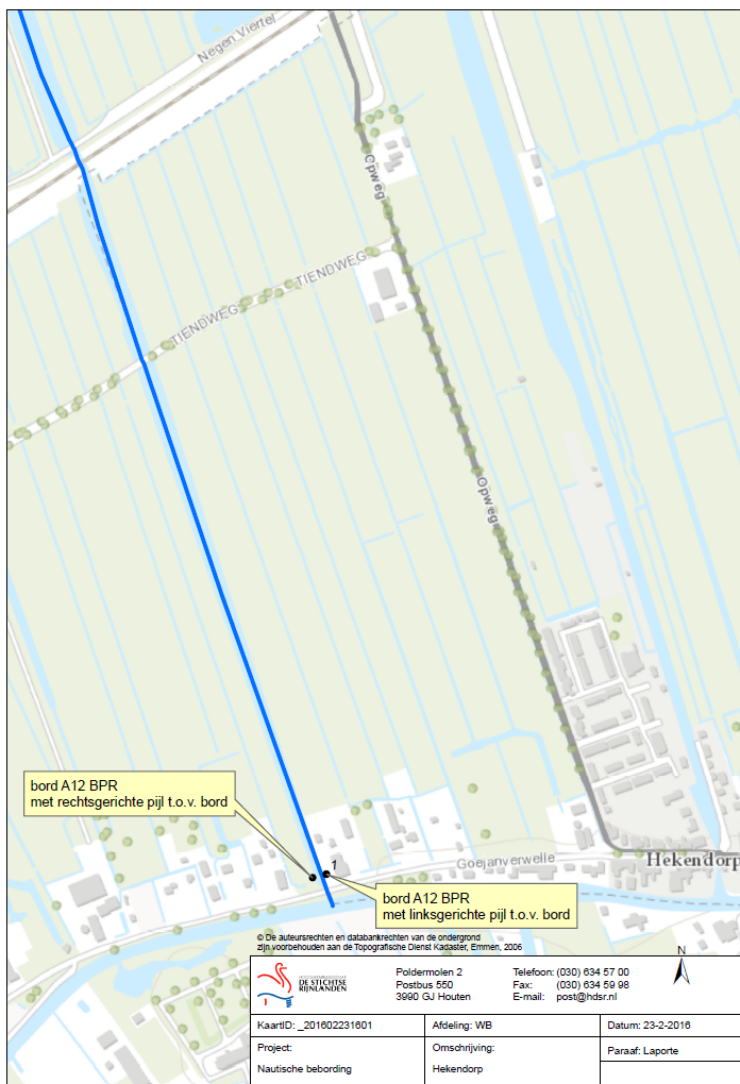 Negen Viertel
Opweg
TIENDWEG
TIENDWEG
Opweg
bord A12 BPR
met rechtsgerichte pijl t.o.v. bord
1
Goejanverwelle
Hekendorp
bord A12 BPR
met linksgerichte pijl t.o.v. bord
© De auteursrechten en databankrechten van de ondergrond
zijn voorbehouden aan de Topografische Dienst Kadaster, Emmen, 2006
N
DE STICHTSE
RIJNLANDEN
Poldermolen 2
Postbus 550
3990 GJ Houten
Telefoon: (030) 634 57 00
Fax: (030) 634 59 98
E-mail: post@hdsr.nl
KaartID: _201602231601
Afdeling: WB
Datum: 23-2-2016
Project:
Nautische bebording
Omschrijving:
Hekendorp
Paraaf: Laporte